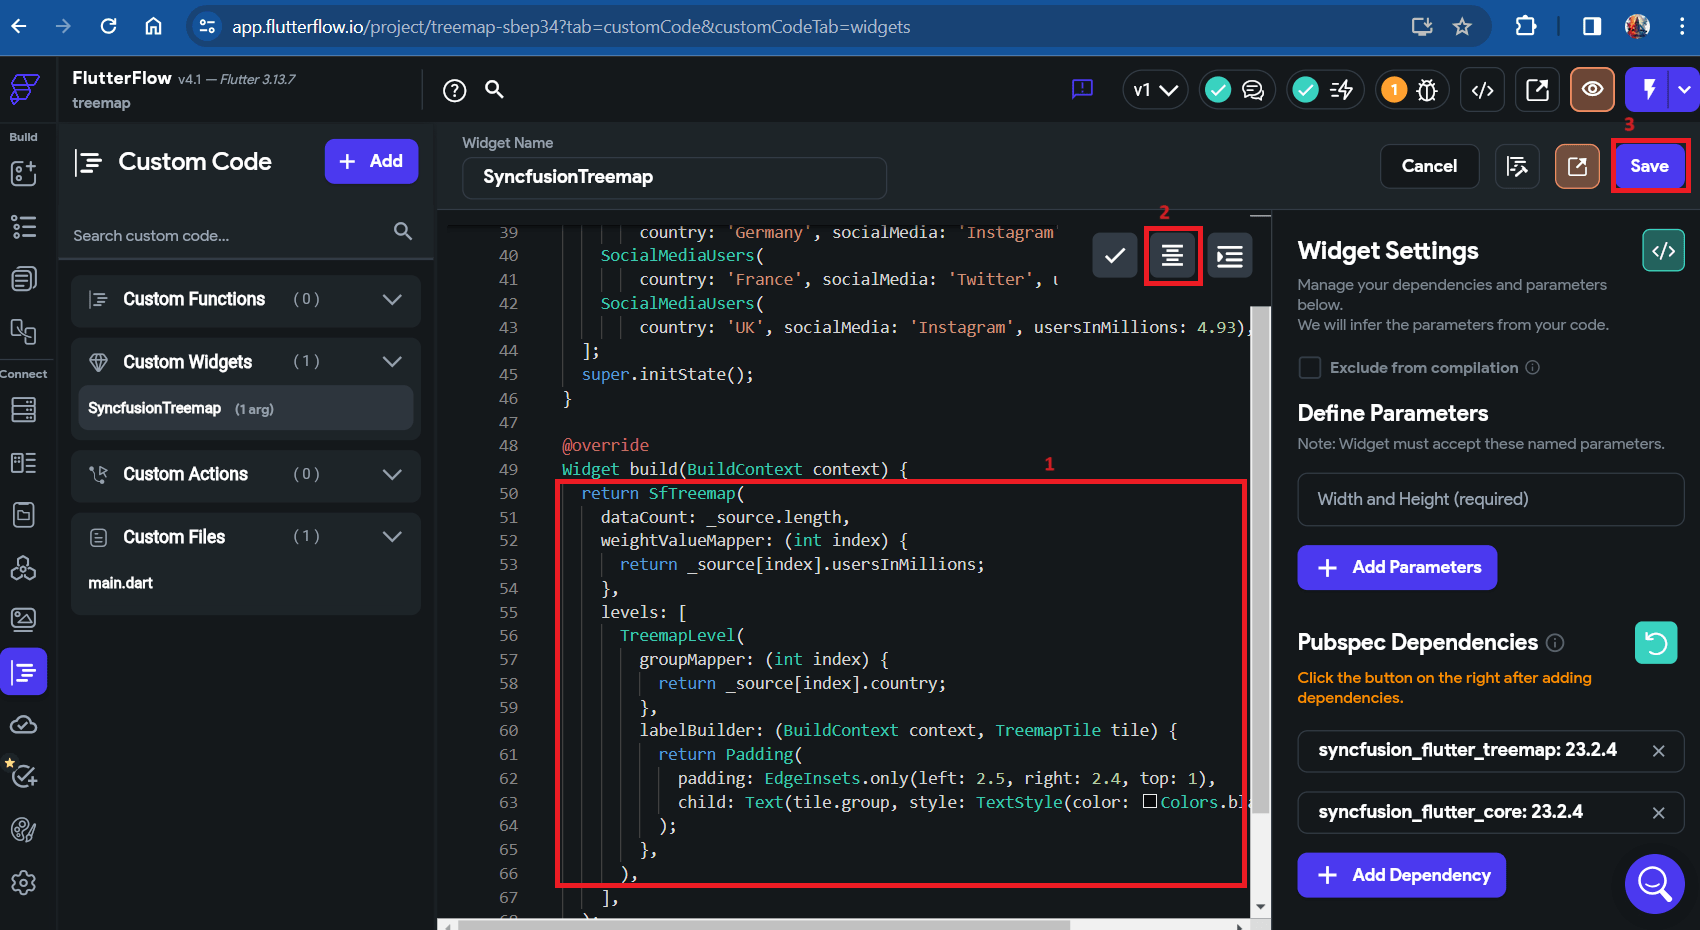 app.flutterflow.io/project/treemap-sbep34?tab=customCode&customCodeTab=widgets
FlutterFlow v4.1 — Flutter 3.13.7
treemap
v1
1
3
Build
Connect
Custom Code
+ Add
Search custom code...
Custom Functions (0)
Custom Widgets (1)
SyncfusionTreemap (1 arg)
Custom Actions (0)
Custom Files (1)
main.dart
Widget Name
SyncfusionTreemap
Cancel
Save
2
39 country: 'Germany', socialMedia: 'Instagram'
40 SocialMediaUsers(
41 country: 'France', socialMedia: 'Twitter', u
42 SocialMediaUsers(
43 country: 'UK', socialMedia: 'Instagram', usersInMillions: 4.93),
44 ];
45 super.initState();
46 }
47
48 @override
49 Widget build(BuildContext context) {
1
50 return SfTreemap(
51 dataCount: _source.length,
52 weightValueMapper: (int index) {
53 return _source[index].usersInMillions;
54 },
55 levels: [
56 TreemapLevel(
57 groupMapper: (int index) {
58 return _source[index].country;
59 },
60 labelBuilder: (BuildContext context, TreemapTile tile) {
61 return Padding(
62 padding: EdgeInsets.only(left: 2.5, right: 2.4, top: 1),
63 child: Text(tile.group, style: TextStyle(color: Colors.bla
64 );
65 },
66 ),
67 ],
68 );
Widget Settings
</>
Manage your dependencies and parameters
below.
We will infer the parameters from your code.
Exclude from compilation
Define Parameters
Note: Widget must accept these named parameters.
Width and Height (required)
+ Add Parameters
Pubspec Dependencies
Click the button on the right after adding
dependencies.
syncfusion_flutter_treemap: 23.2.4
syncfusion_flutter_core: 23.2.4
+ Add Dependency